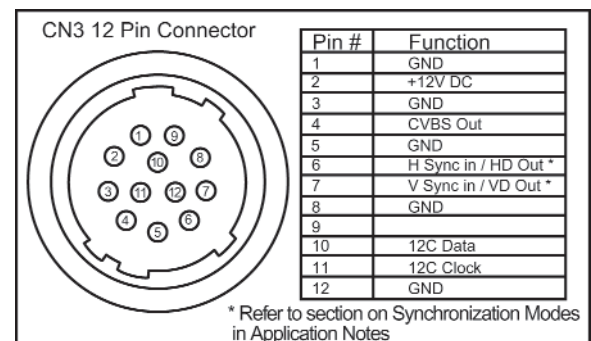 CN3 12 Pin Connector
1
9
2
10
8
3
11
12
7
4
5
6
Pin # Function
1 GND
2 +12V DC
3 GND
4 CVBS Out
5 GND
6 H Sync in / HD Out *
7 V Sync in / VD Out *
8 GND
9
10 12C Data
11 12C Clock
12 GND
* Refer to section on Synchronization Modes
in Application Notes